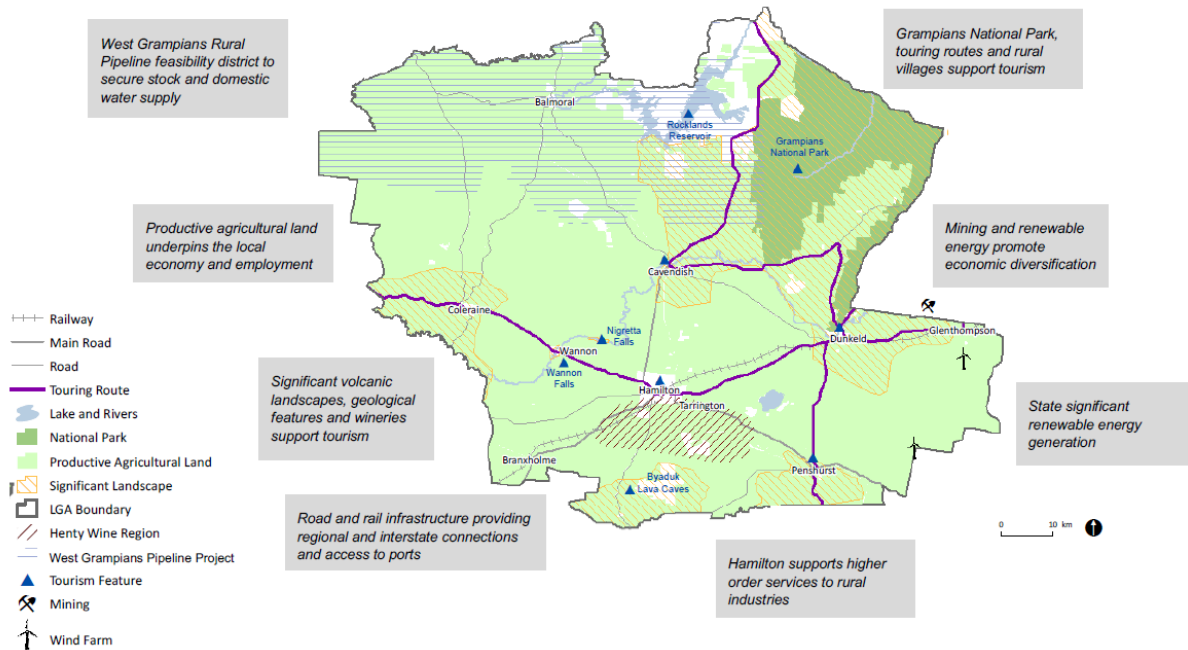 West Grampians Rural
Pipeline feasibility district to
secure stock and domestic
water supply
Grampians National Park,
touring routes and rural
villages support tourism
Balmoral
Rocklands
Reservoir
Grampians
National Park
Productive agricultural land
underpins the local
economy and employment
Mining and renewable
energy promote
economic diversification
Cavendish
Coleraine
Nigretta
Falls
Wannon
Wannon
Falls
Dunkeld
Glenthompson
Hamilton
Tarrington
Significant volcanic
landscapes, geological
features and wineries
support tourism
State significant
renewable energy
generation
Branxholme
Penshurst
Byaduk
Lava Caves
Road and rail infrastructure providing
regional and interstate connections
and access to ports
Hamilton supports higher
order services to rural
industries
0 10 km
Railway
Main Road
Road
Touring Route
Lake and Rivers
National Park
Productive Agricultural Land
Significant Landscape
LGA Boundary
Henty Wine Region
West Grampians Pipeline Project
Tourism Feature
Mining
Wind Farm